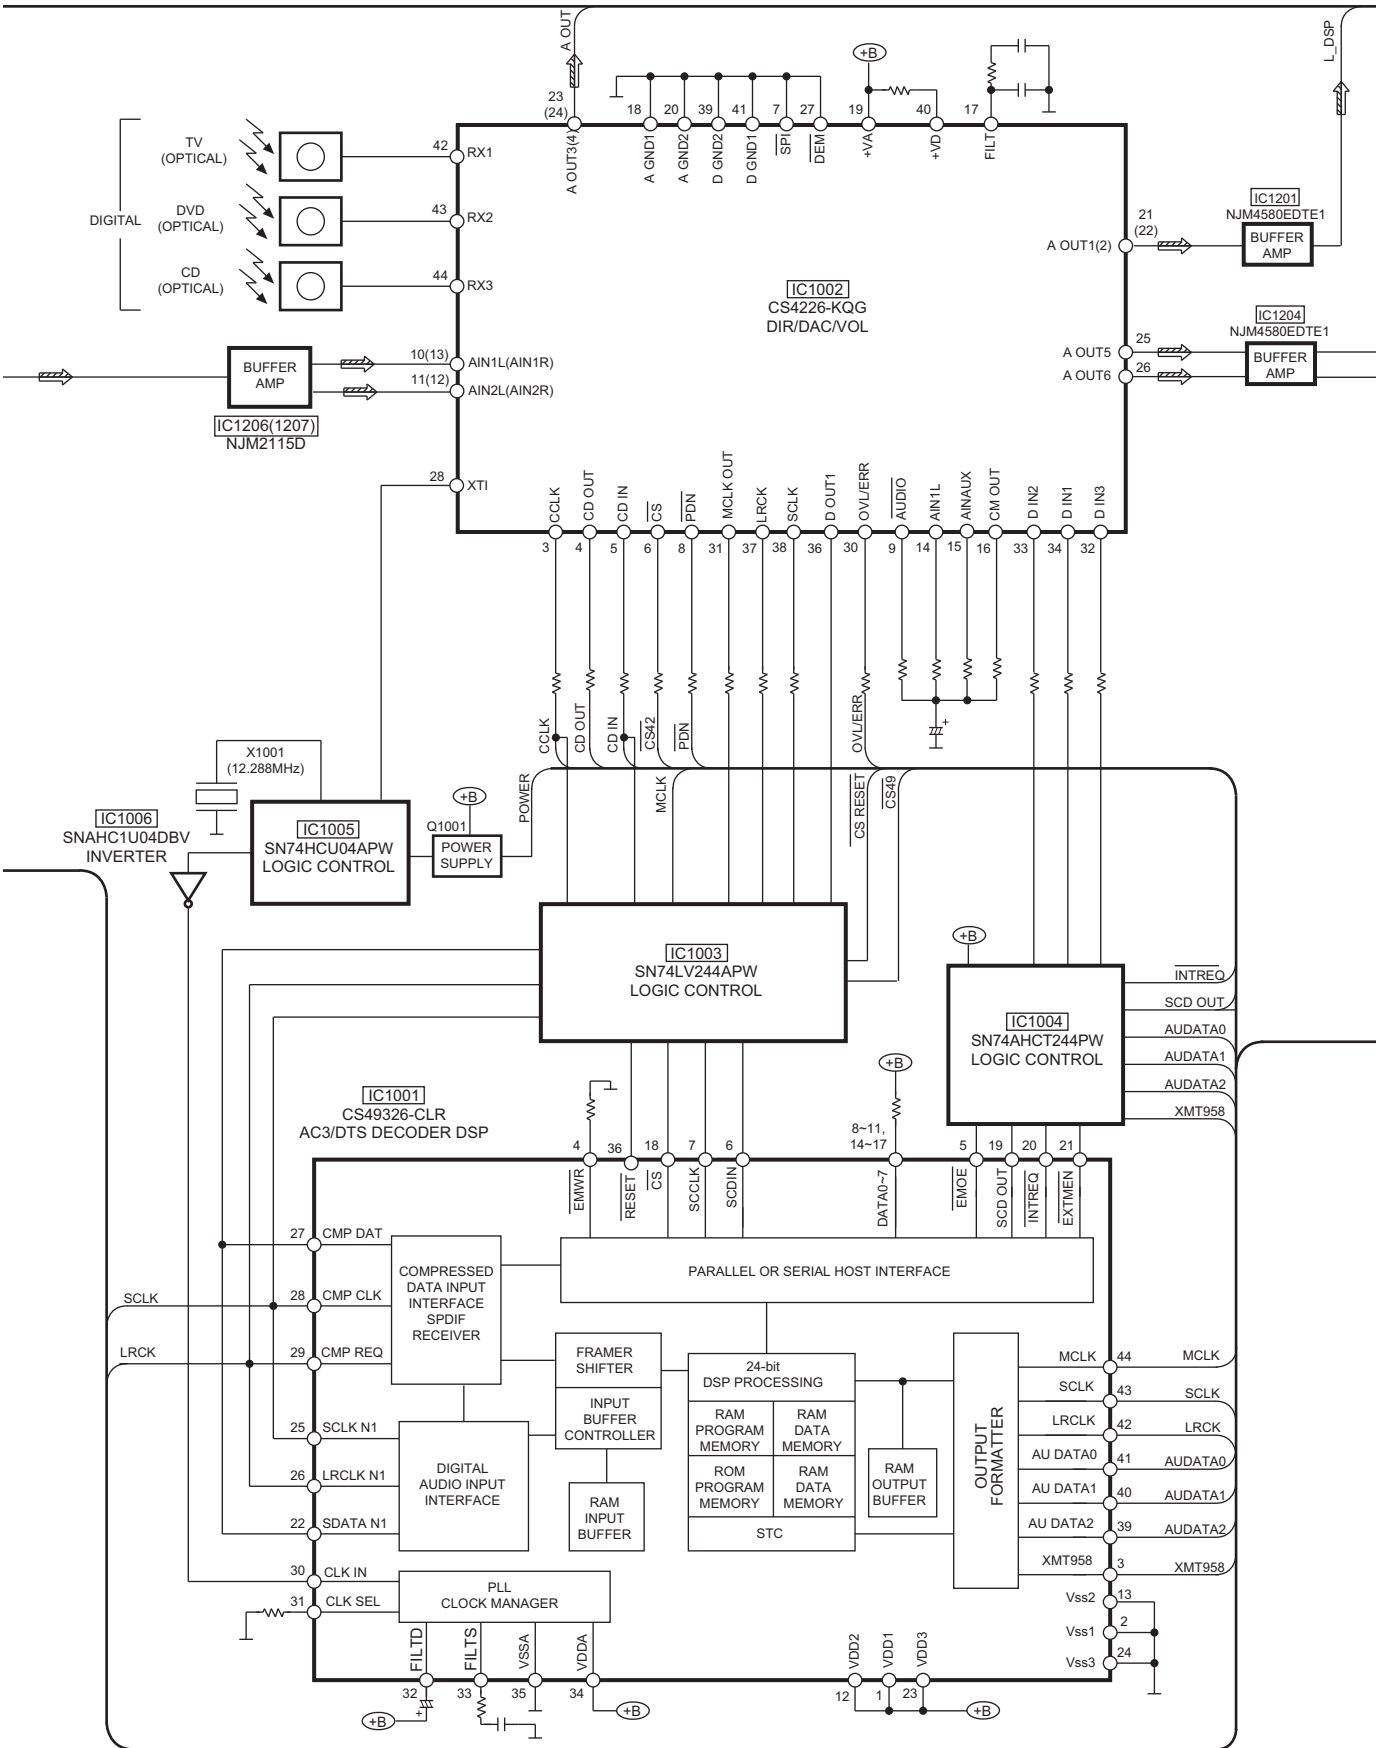 A OUT
L_DSP
+B
23
(24)
18
20
39
41
7
27
19
40
17
A OUT3(4)
A GND1
A GND2
D GND2
D GND1
SPI
DEM
+VA
+VD
FILT
DIGITAL
TV
(OPTICAL)
42
RX1
DVD
(OPTICAL)
43
RX2
CD
(OPTICAL)
44
RX3
IC1002
CS4226-KQG
DIR/DAC/VOL
21
(22)
A OUT1(2)
IC1201
NJM4580EDTE1
BUFFER
AMP
IC1204
NJM4580EDTE1
BUFFER
AMP
25
A OUT5
26
A OUT6
BUFFER
AMP
IC1206(1207)
NJM2115D
10(13)
AIN1L(AIN1R)
11(12)
AIN2L(AIN2R)
28
XTI
CCLK
CD OUT
CD IN
CS
PDN
MCLK OUT
LRCK
SCLK
D OUT1
OVL/ERR
AUDIO
AIN1L
AINAUX
CM OUT
D IN2
D IN1
D IN3
3
4
5
6
8
31
37
38
36
30
9
14
15
16
33
34
32
CCLK
CD OUT
CD IN
CS42
PDN
OVL/ERR
+
X1001
(12.288MHz)
POWER
MCLK
CS RESET
CS49
IC1006
SNAHC1U04DBV
INVERTER
IC1005
SN74HCU04APW
LOGIC CONTROL
+B
Q1001
POWER
SUPPLY
IC1003
SN74LV244APW
LOGIC CONTROL
+B
IC1004
SN74AHCT244PW
LOGIC CONTROL
INTREQ
SCD OUT
AUDATA0
AUDATA1
AUDATA2
XMT958
IC1001
CS49326-CLR
AC3/DTS DECODER DSP
+B
8~11,
14~17
4
36
18
7
6
5
19
20
21
EMWR
RESET
CS
SCCLK
SCDIN
DATA0~7
EMOE
SCD OUT
INTREQ
EXTMEN
27
CMP DAT
28
CMP CLK
29
CMP REQ
SCLK
LRCK
COMPRESSED
DATA INPUT
INTERFACE
SPDIF
RECEIVER
PARALLEL OR SERIAL HOST INTERFACE
FRAMER
SHIFTER
INPUT
BUFFER
CONTROLLER
RAM
INPUT
BUFFER
24-bit
DSP PROCESSING
RAM
PROGRAM
MEMORY
RAM
DATA
MEMORY
ROM
PROGRAM
MEMORY
RAM
DATA
MEMORY
STC
RAM
OUTPUT
BUFFER
OUTPUT
FORMATTER
25
SCLK N1
26
LRCLK N1
22
SDATA N1
DIGITAL
AUDIO INPUT
INTERFACE
30
CLK IN
31
CLK SEL
PLL
CLOCK MANAGER
MCLK
44
MCLK
SCLK
43
SCLK
LRCLK
42
LRCK
AU DATA0
41
AUDATA0
AU DATA1
40
AUDATA1
AU DATA2
39
AUDATA2
XMT958
3
XMT958
Vss2
13
Vss1
2
Vss3
24
FILTD
FILTS
VSSA
VDDA
VDD2
VDD1
VDD3
32
33
35
34
12
1
23
+B
+
+B
+B